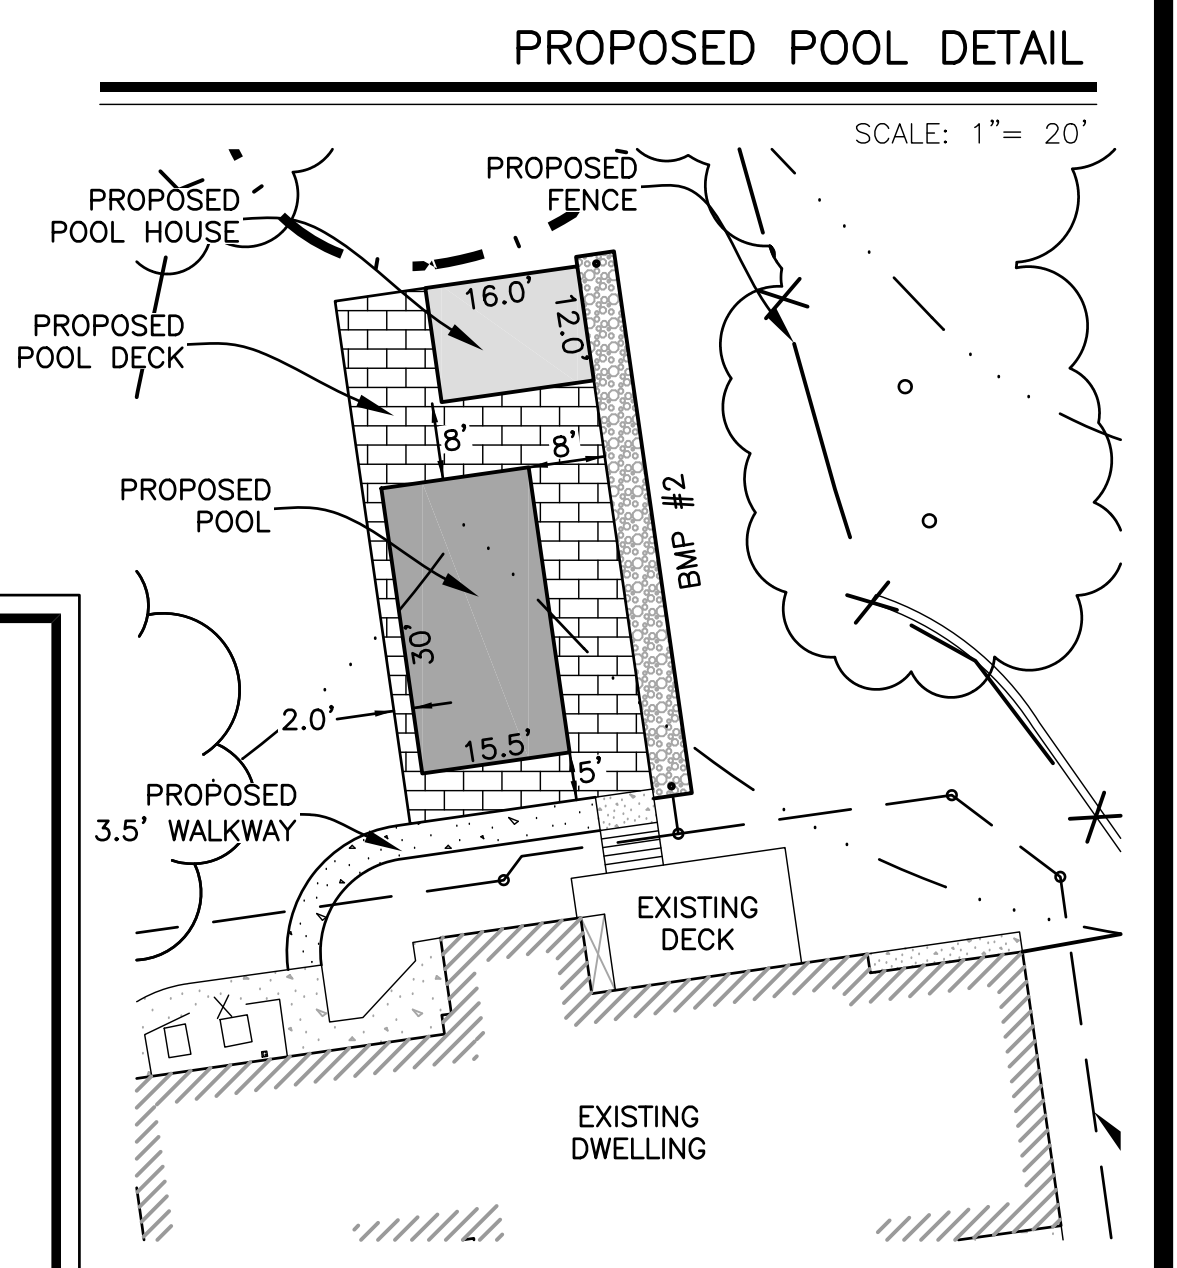 PROPOSED POOL DETAIL
SCALE: 1"= 20'
PROPOSED
FENCE
PROPOSED
POOL HOUSE
16.0'
12.0'
PROPOSED
POOL DECK
8'
8'
PROPOSED
POOL
BMP #2
30'
2.0'
15.5'
5'
PROPOSED
3.5' WALKWAY
EXISTING
DECK
EXISTING
DWELLING